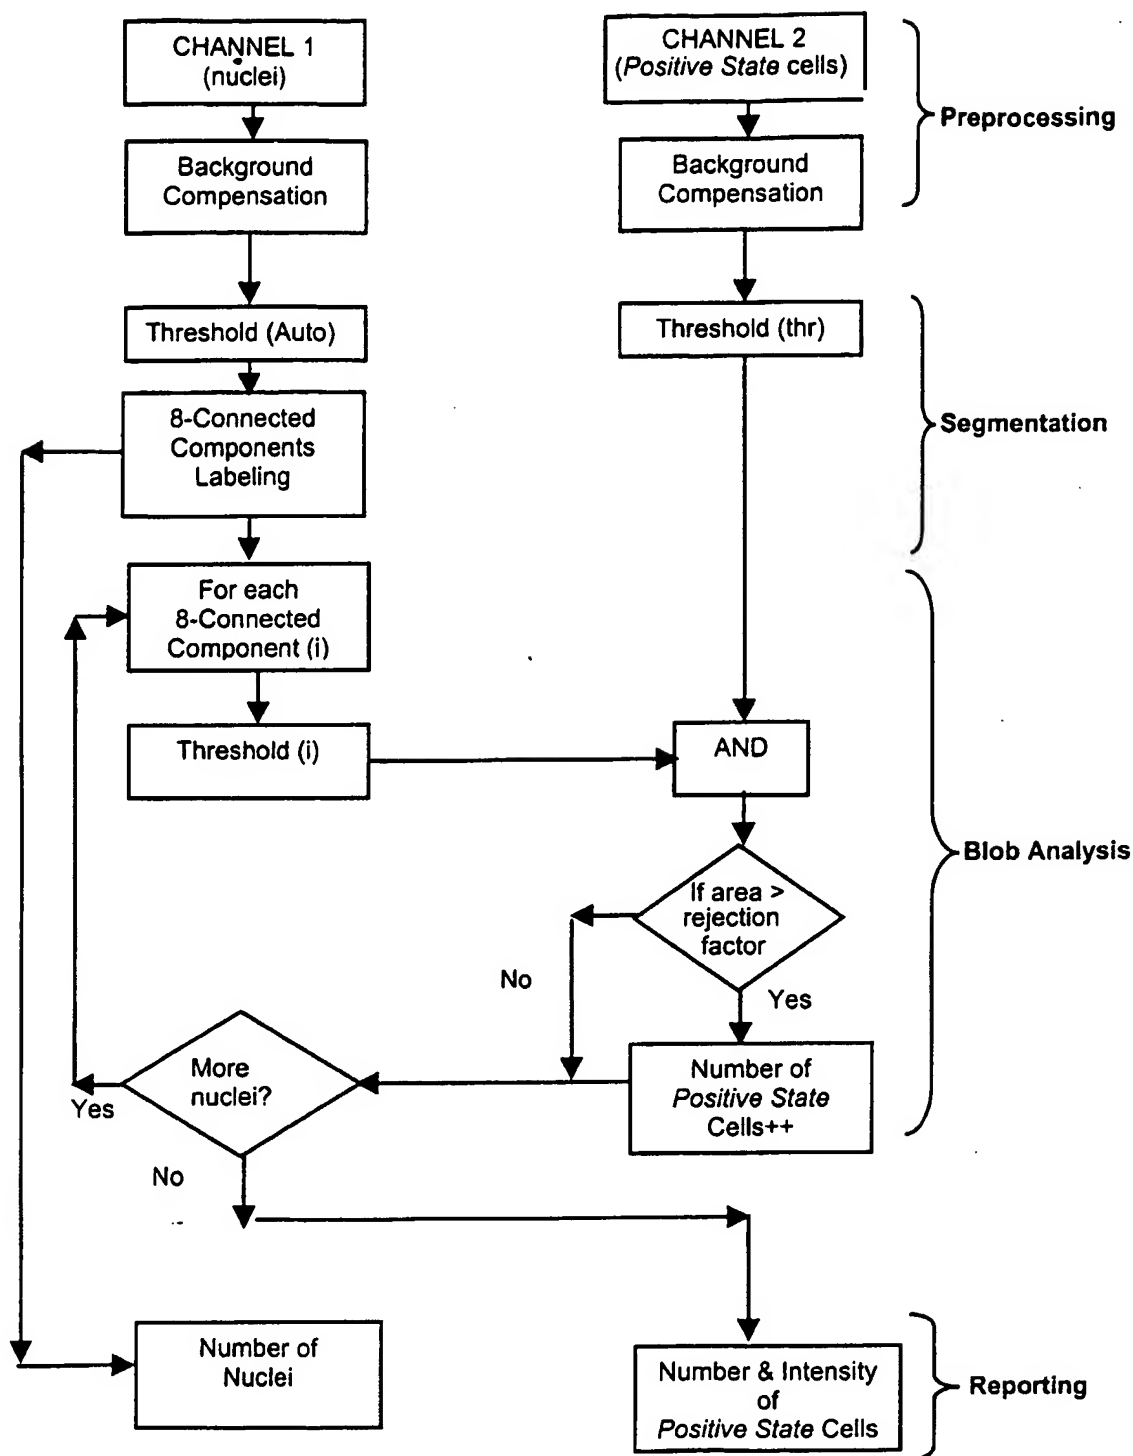 CHANNEL 1
(nuclei)
CHANNEL 2
(Positive State cells)
Preprocessing
Background
Compensation
Background
Compensation
Threshold (Auto)
Threshold (thr)
8-Connected
Components
Labeling
Segmentation
For each
8-Connected
Component (i)
Threshold (i)
AND
Blob Analysis
If area >
rejection
factor
No
Yes
More
nuclei?
Yes
Number of
Positive State
Cells++
No
Number of
Nuclei
Number & Intensity
of
Positive State Cells
Reporting